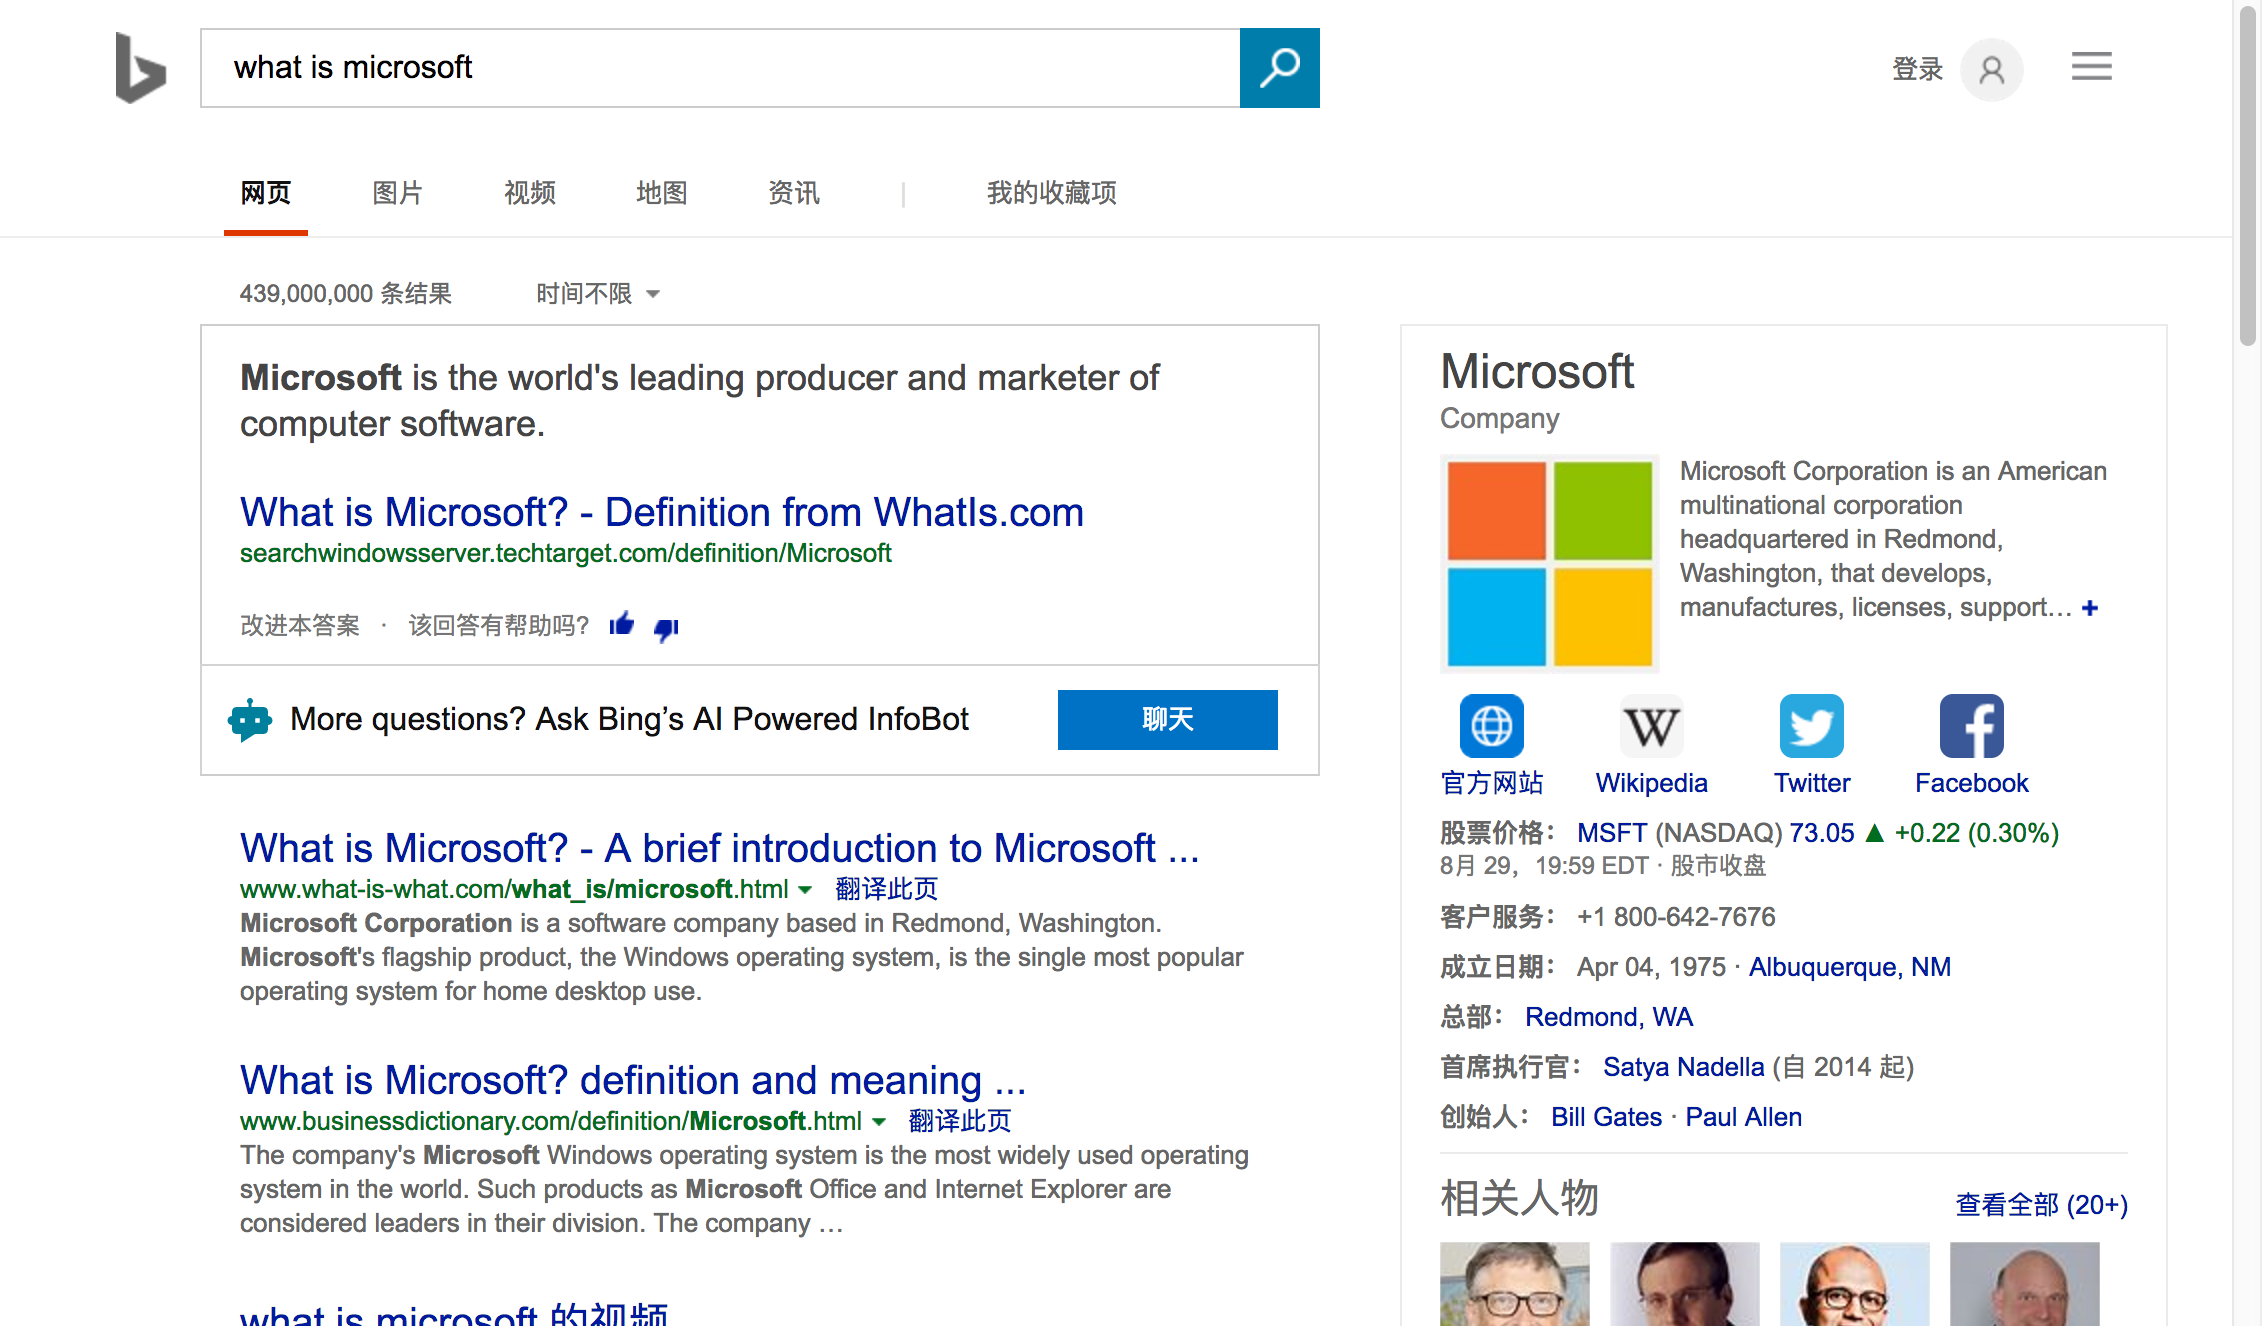 what is microsoft
登录
网页 图片 视频 地图 资讯 | 我的收藏项
439,000,000 条结果 时间不限
Microsoft is the world's leading producer and marketer of
computer software.
What is Microsoft? - Definition from WhatIs.com
searchwindowsserver.techtarget.com/definition/Microsoft
改进本答案 · 该回答有帮助吗?
More questions? Ask Bing’s AI Powered InfoBot 聊天
What is Microsoft? - A brief introduction to Microsoft ...
www.what-is-what.com/what_is/microsoft.html 翻译此页
Microsoft Corporation is a software company based in Redmond, Washington.
Microsoft's flagship product, the Windows operating system, is the single most popular
operating system for home desktop use.
What is Microsoft? definition and meaning ...
www.businessdictionary.com/definition/Microsoft.html 翻译此页
The company's Microsoft Windows operating system is the most widely used operating
system in the world. Such products as Microsoft Office and Internet Explorer are
considered leaders in their division. The company …
what is microsoft 的视频
Microsoft
Company
Microsoft Corporation is an American
multinational corporation
headquartered in Redmond,
Washington, that develops,
manufactures, licenses, support… +
官方网站 Wikipedia Twitter Facebook
股票价格： MSFT (NASDAQ) 73.05 ▲ +0.22 (0.30%)
8月 29，19:59 EDT · 股市收盘
客户服务： +1 800-642-7676
成立日期： Apr 04, 1975 · Albuquerque, NM
总部： Redmond, WA
首席执行官： Satya Nadella (自 2014 起)
创始人： Bill Gates · Paul Allen
相关人物 查看全部 (20+)